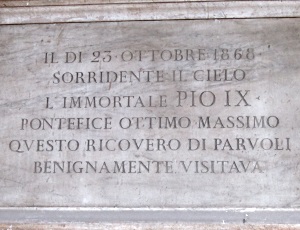 IL DI 23 · OTTOBRE · 1868 ·
SORRIDENTE IL CIELO
L'IMMORTALE PIO IX ·
PONTEFICE OTTIMO MASSIMO
QVESTO RICOVERO DI PARVOLI
BENIGNAMENTE VISITAVA